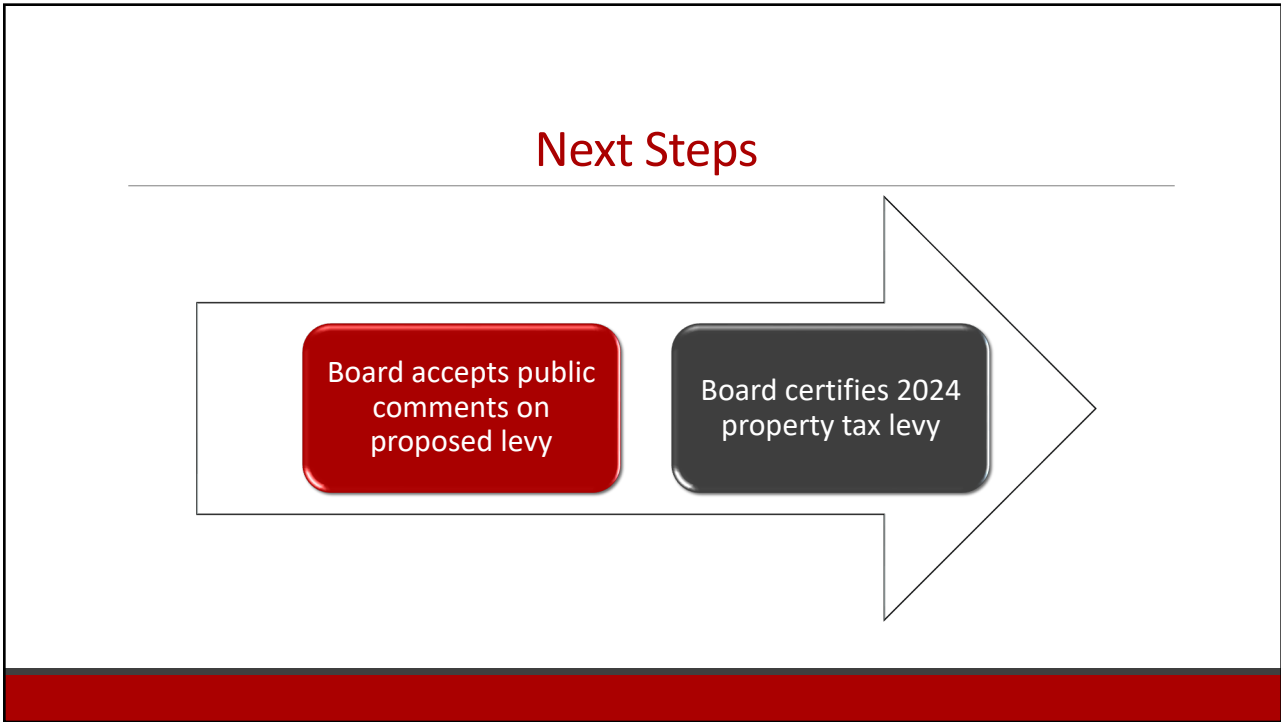 Next Steps
Board accepts public
comments on
proposed levy
Board certifies 2024
property tax levy